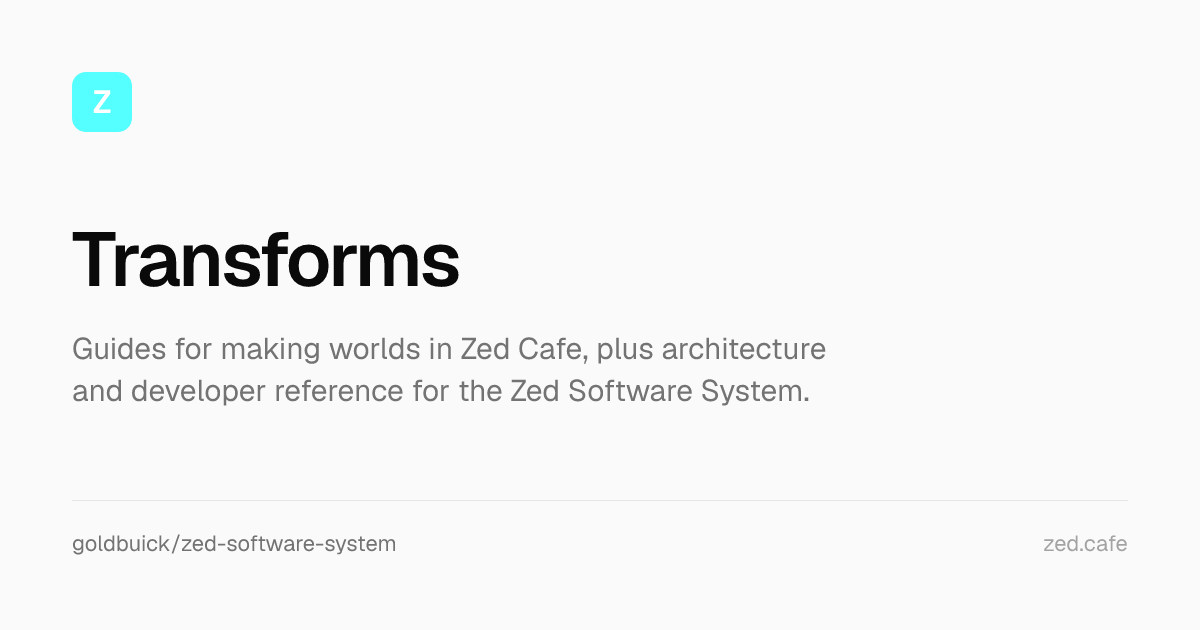 Z
Transforms
Guides for making worlds in Zed Cafe, plus architecture
and developer reference for the Zed Software System.
goldbuick/zed-software-system
zed.cafe